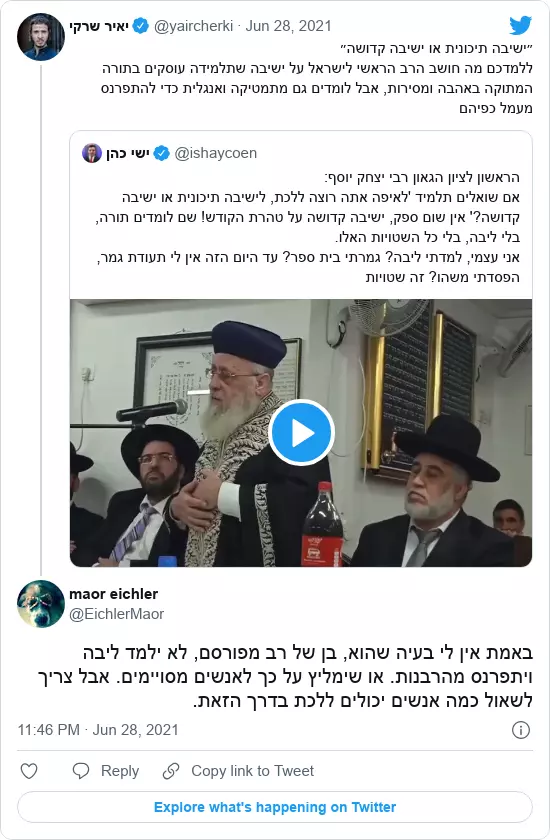 יאיר שרקי @yaircherki · Jun 28, 2021
״ישיבה תיכונית או ישיבה קדושה״
ללמדכם מה חושב הרב הראשי לישראל על ישיבה שתלמידה עוסקים בתורה
המתוקה באהבה ומסירות, אבל לומדים גם מתמטיקה ואנגלית כדי להתפרנס
מעמל כפיהם
ישי כהן @ishaycoen
הראשון לציון הגאון רבי יצחק יוסף:
אם שואלים תלמיד 'לאיפה אתה רוצה ללכת, לישיבה תיכונית או ישיבה
קדושה?' אין שום ספק, ישיבה קדושה על טהרת הקודש! שם לומדים תורה,
בלי ליבה, בלי כל השטויות האלו.
אני עצמי, למדתי ליבה? גמרתי בית ספר? עד היום הזה אין לי תעודת גמר,
הפסדתי משהו? זה שטויות
maor eichler
@EichlerMaor
באמת אין לי בעיה שהוא, בן של רב מפורסם, לא ילמד ליבה
ויתפרנס מהרבנות. או שימליץ על כך לאנשים מסויימים. אבל צריך
לשאול כמה אנשים יכולים ללכת בדרך הזאת.
11:46 PM · Jun 28, 2021
Reply Copy link to Tweet
Explore what's happening on Twitter